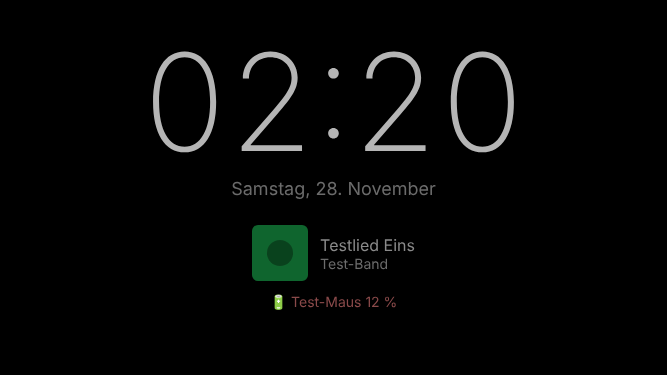 02:20
Samstag, 28. November
Testlied Eins
Test-Band
🔋 Test-Maus 12 %